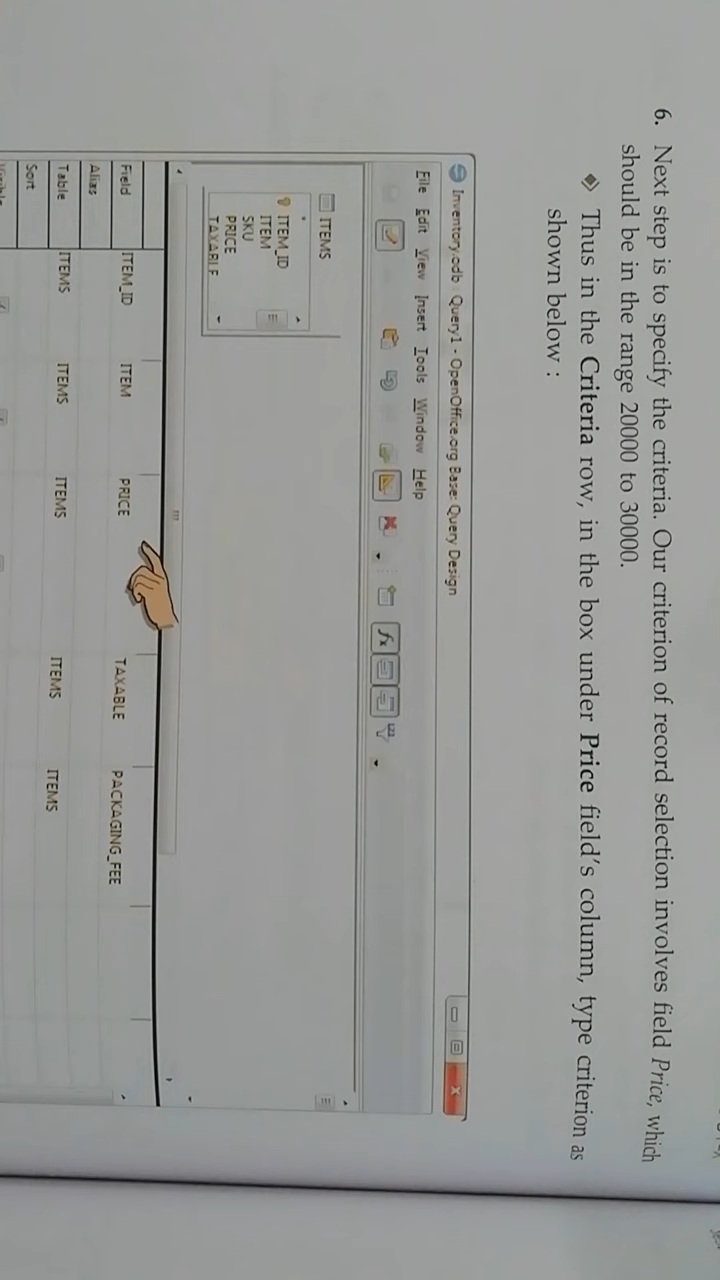 6. Next step is to specify the criteria. Our criterion of record selection involves field Price, which
should be in the range 20000 to 30000.
Thus in the Criteria row, in the box under Price field's column, type criterion as
shown below :
Inventory.odb : Query1 - OpenOffice.org Base: Query Design
File Edit View Insert Tools Window Help
ITEMS
*
ITEM_ID
ITEM
SKU
PRICE
TAXABLE
Field ITEM_ID ITEM PRICE TAXABLE PACKAGING_FEE
Alias
Table ITEMS ITEMS ITEMS ITEMS ITEMS
Sort